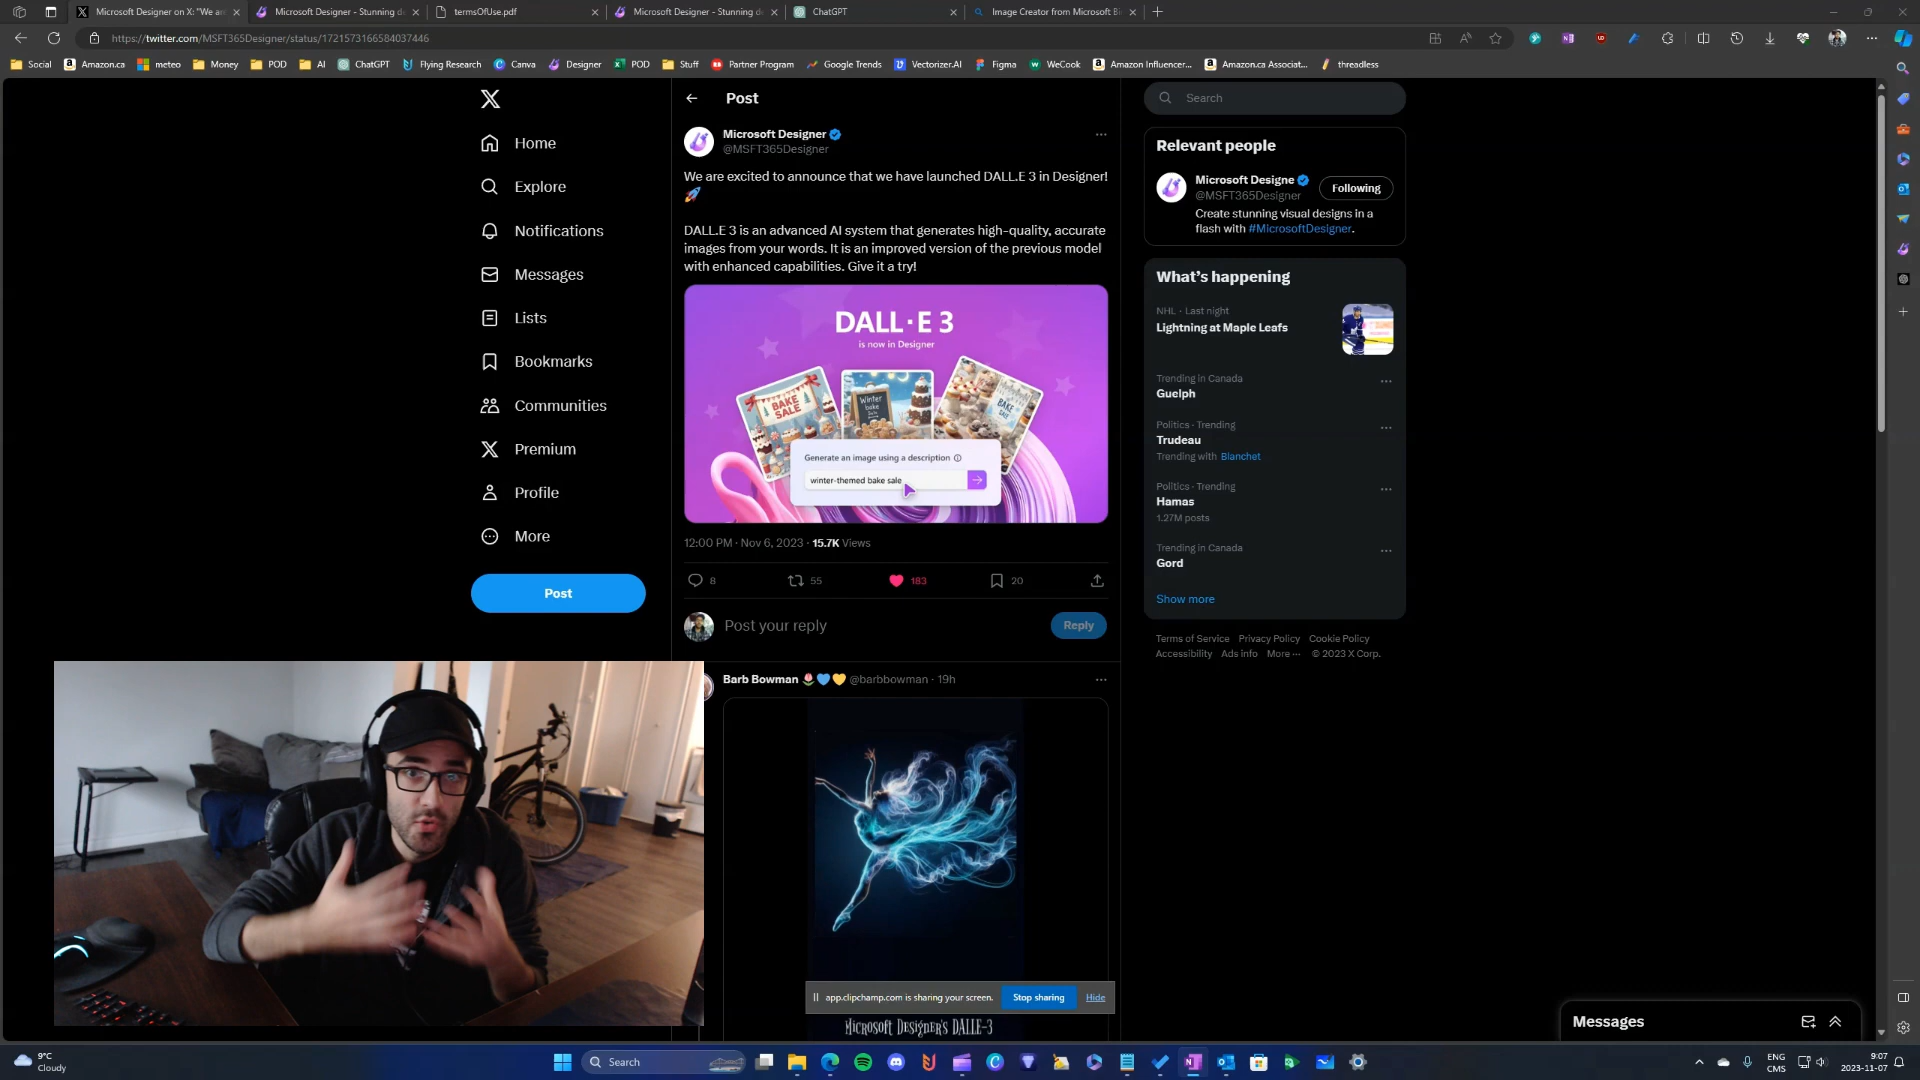 Microsoft Designer on X: "We are
Microsoft Designer - Stunning de
termsOfUse.pdf
Microsoft Designer - Stunning de
ChatGPT
Image Creator from Microsoft Bi
https://twitter.com/MSFT365Designer/status/1721573166584037446
Social
Amazon.ca
meteo
Money
POD
AI
ChatGPT
Flying Research
Canva
Designer
POD
Stuff
Partner Program
Google Trends
Vectorizer.AI
Figma
WeCook
Amazon Influencer...
Amazon.ca Associat...
threadless
Home
Explore
Notifications
Messages
Lists
Bookmarks
Communities
Premium
Profile
More
Post
Post
Microsoft Designer
@MSFT365Designer
We are excited to announce that we have launched DALL.E 3 in Designer!
🚀
DALL.E 3 is an advanced AI system that generates high-quality, accurate
images from your words. It is an improved version of the previous model
with enhanced capabilities. Give it a try!
DALL·E 3
is now in Designer
BAKE
SALE
Winter
bake
Sale
BAKE
SALE
Generate an image using a description
winter-themed bake sale
12:00 PM · Nov 6, 2023 · 15.7K Views
8
55
183
20
Post your reply
Reply
Barb Bowman 🌷💙💛 @barbbowman · 19h
app.clipchamp.com is sharing your screen.
Stop sharing
Hide
Microsoft Designer's DALLE-3
Search
Relevant people
Microsoft Designe
@MSFT365Designer
Following
Create stunning visual designs in a
flash with #MicrosoftDesigner.
What's happening
NHL · Last night
Lightning at Maple Leafs
Trending in Canada
Guelph
Politics · Trending
Trudeau
Trending with Blanchet
Politics · Trending
Hamas
1.27M posts
Trending in Canada
Gord
Show more
Terms of Service Privacy Policy Cookie Policy
Accessibility Ads info More ··· © 2023 X Corp.
Messages
9°C
Cloudy
Search
ENG
CMS
9:07
2023-11-07